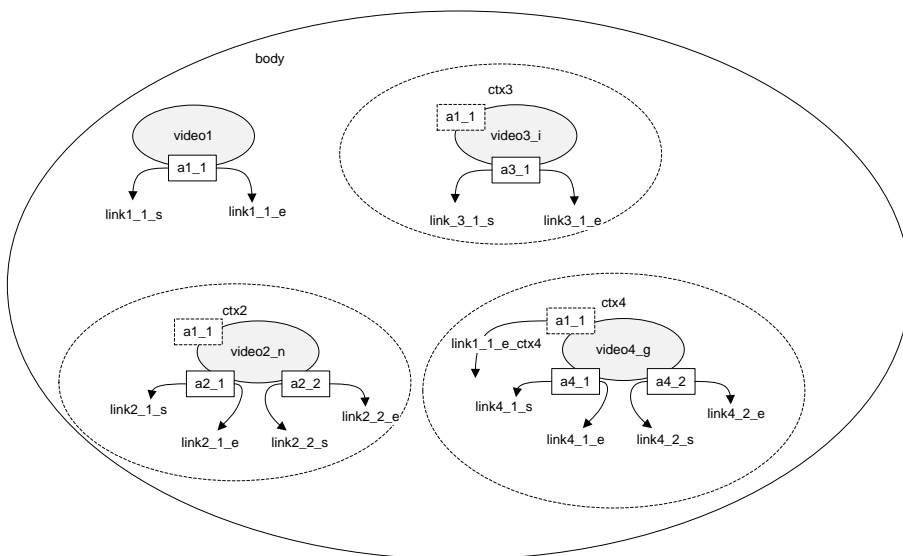 body
ctx3
a1_1
video1
video3_i
a1_1
a3_1
link1_1_s
link1_1_e
link_3_1_s
link3_1_e
ctx2
a1_1
video2_n
a2_1
a2_2
link2_1_s
link2_2_e
link2_1_e
link2_2_s
ctx4
a1_1
link1_1_e_ctx4
video4_g
a4_1
a4_2
link4_1_s
link4_2_e
link4_1_e
link4_2_s